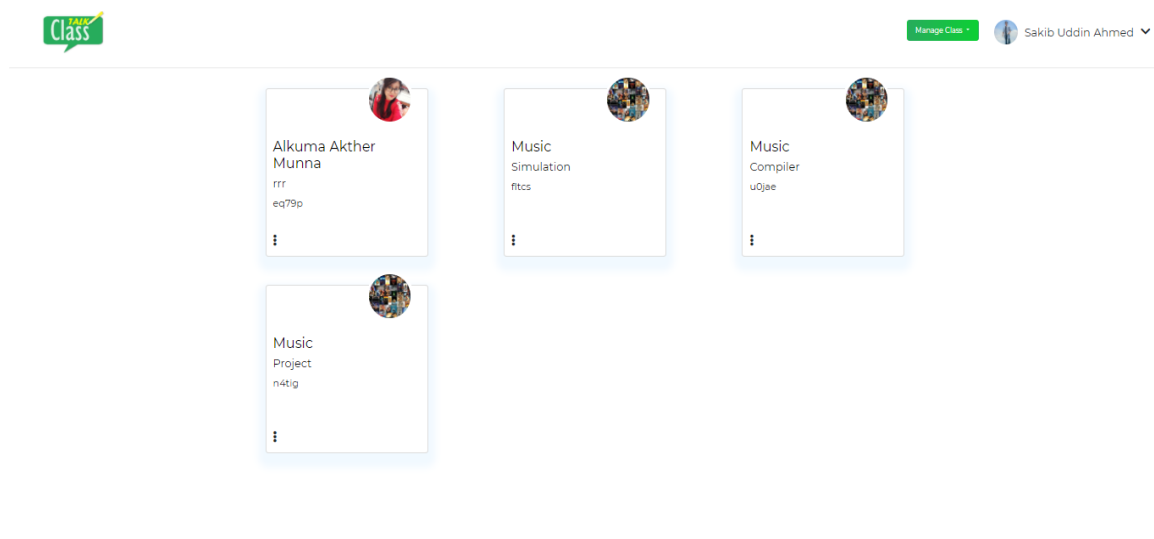 TALK
Class
Manage Class
Sakib Uddin Ahmed
Alkuma Akther
Munna
rrr
eq79p
Music
Simulation
fltcs
Music
Compiler
u0jae
Music
Project
n4tig